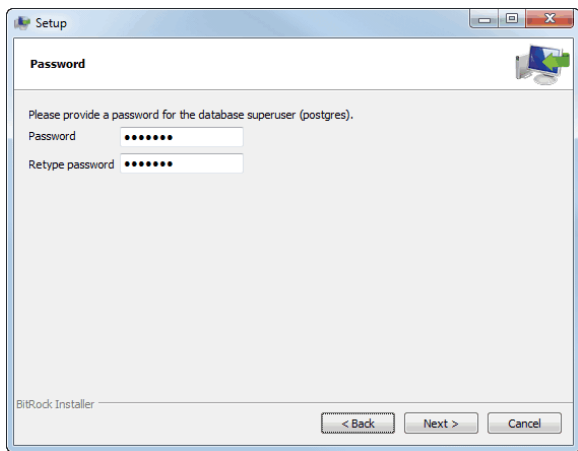 Setup
Password
Please provide a password for the database superuser (postgres).
Password •••••••
Retype password •••••••
BitRock Installer
< Back Next > Cancel